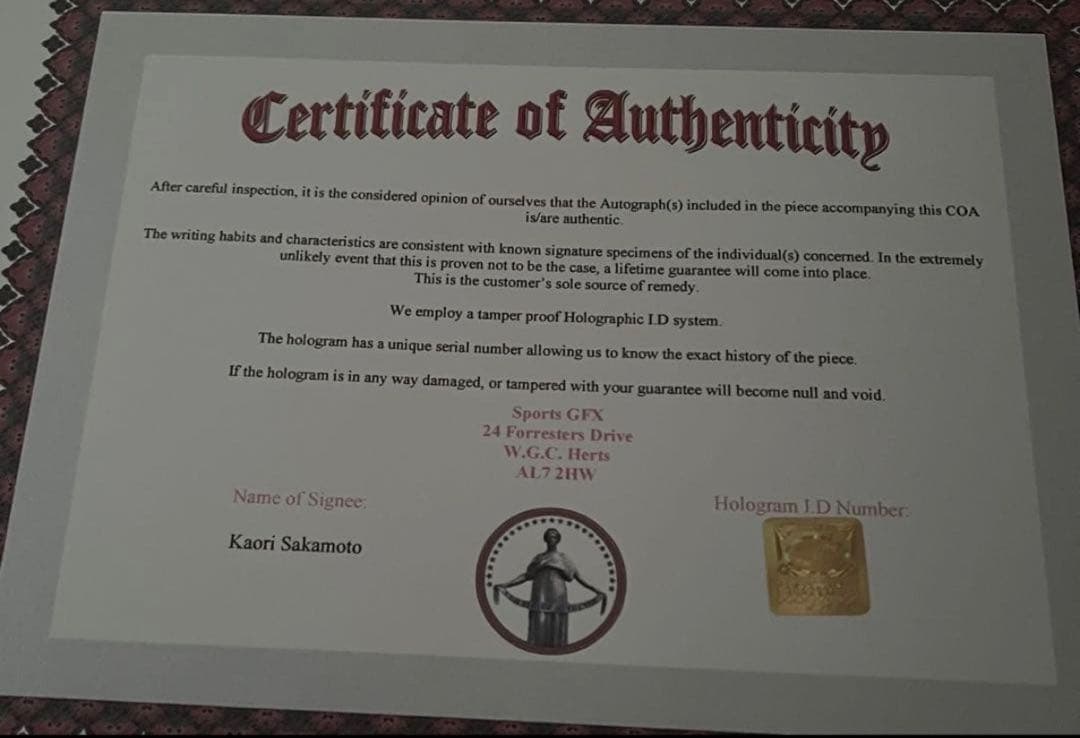 Certificate of Authenticity
After careful inspection, it is the considered opinion of ourselves that the Autograph(s) included in the piece accompanying this COA
is/are authentic.
The writing habits and characteristics are consistent with known signature specimens of the individual(s) concerned. In the extremely
unlikely event that this is proven not to be the case, a lifetime guarantee will come into place.
This is the customer's sole source of remedy.
We employ a tamper proof Holographic I.D system.
The hologram has a unique serial number allowing us to know the exact history of the piece.
If the hologram is in any way damaged, or tampered with your guarantee will become null and void.
Sports GFX
24 Forresters Drive
W.G.C. Herts
AL7 2HW
Name of Signee:
Hologram I.D Number:
Kaori Sakamoto